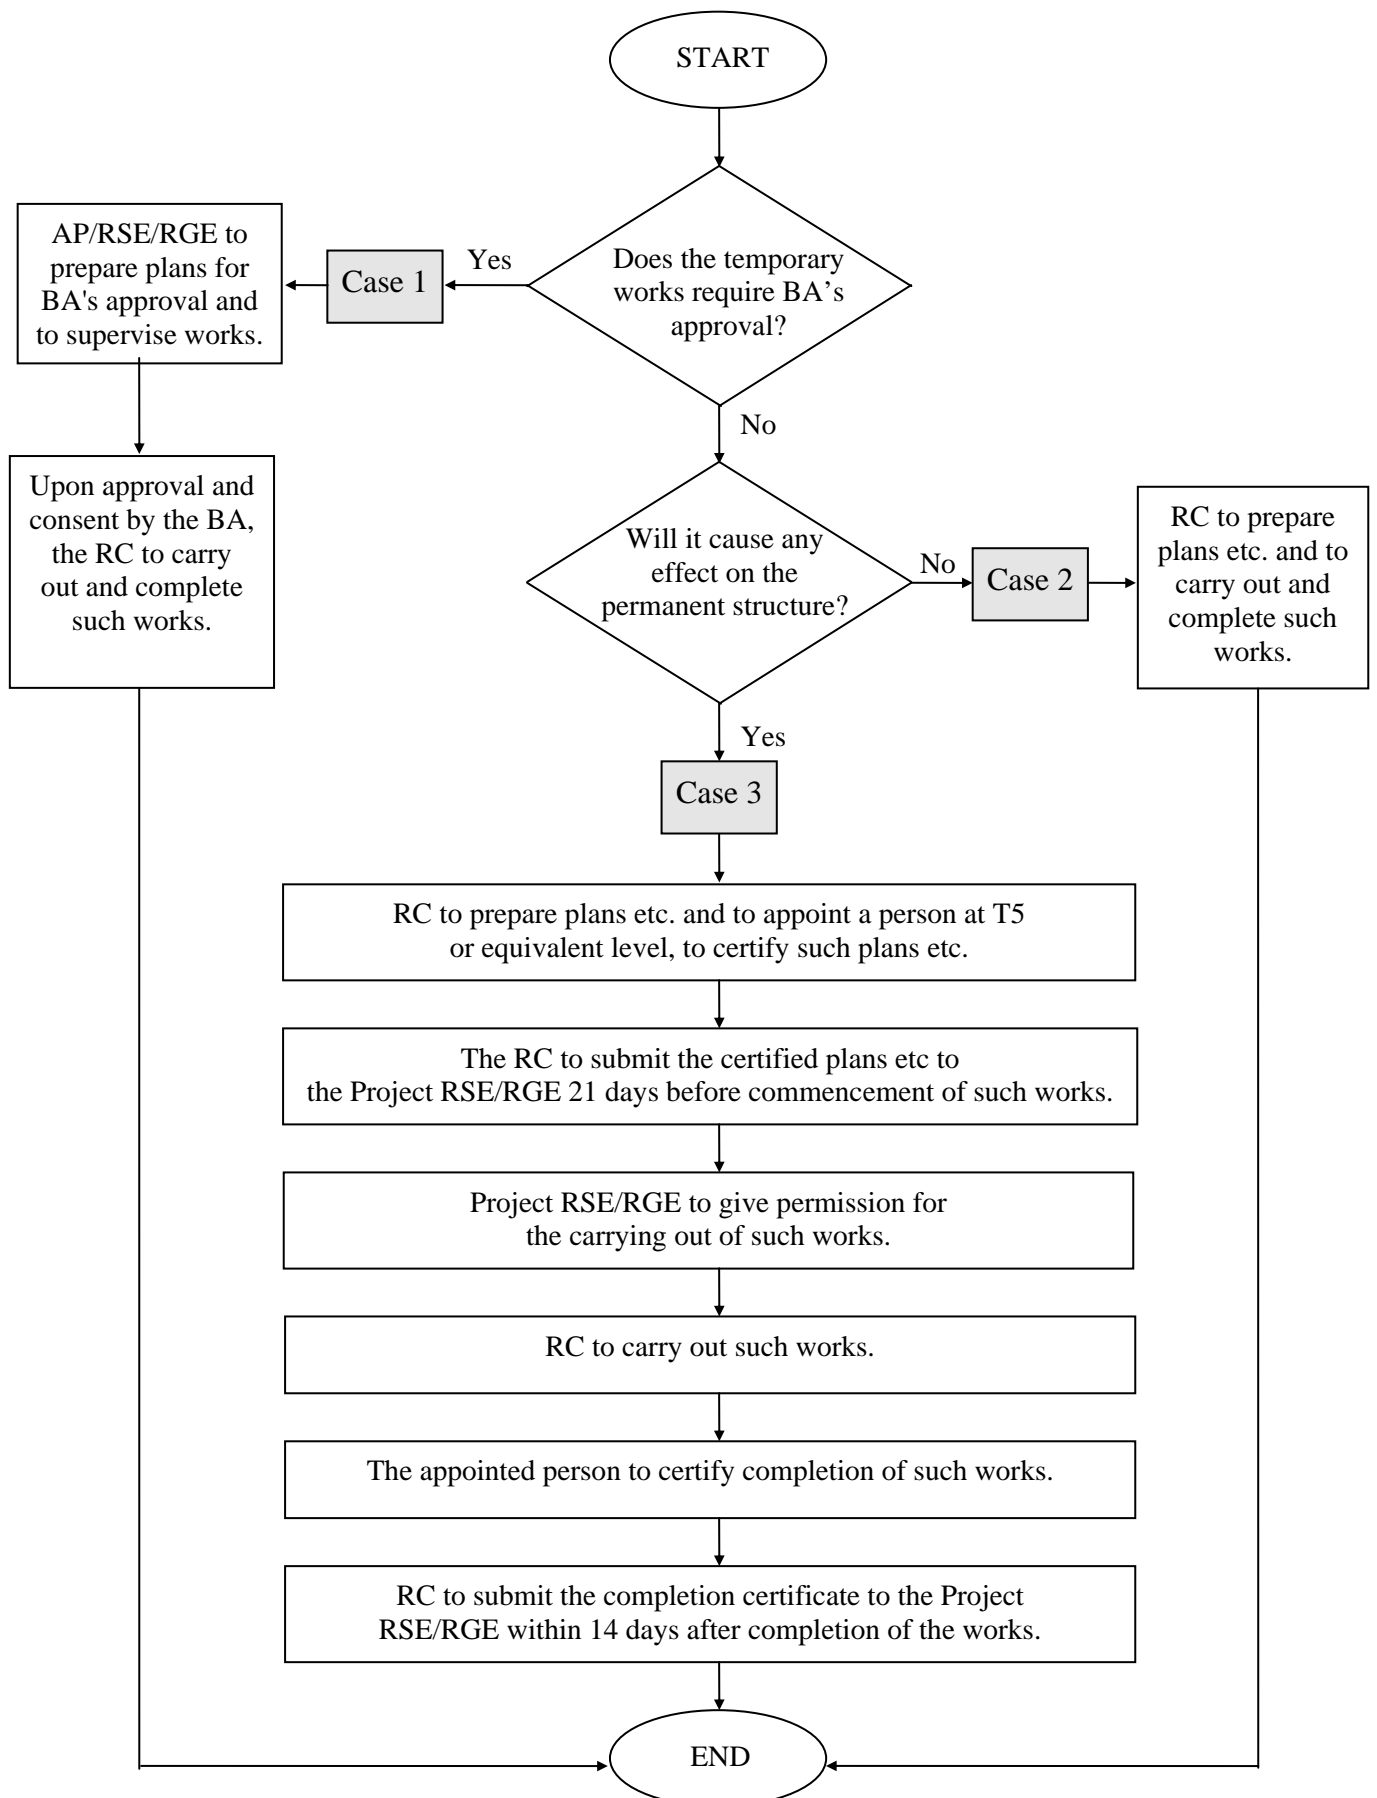 START
Does the temporary
works require BA’s
approval?
Yes
Case 1
AP/RSE/RGE to
prepare plans for
BA's approval and
to supervise works.
Upon approval and
consent by the BA,
the RC to carry
out and complete
such works.
No
Will it cause any
effect on the
permanent structure?
No
Case 2
RC to prepare
plans etc. and to
carry out and
complete such
works.
Yes
Case 3
RC to prepare plans etc. and to appoint a person at T5
or equivalent level, to certify such plans etc.
The RC to submit the certified plans etc to
the Project RSE/RGE 21 days before commencement of such works.
Project RSE/RGE to give permission for
the carrying out of such works.
RC to carry out such works.
The appointed person to certify completion of such works.
RC to submit the completion certificate to the Project
RSE/RGE within 14 days after completion of the works.
END